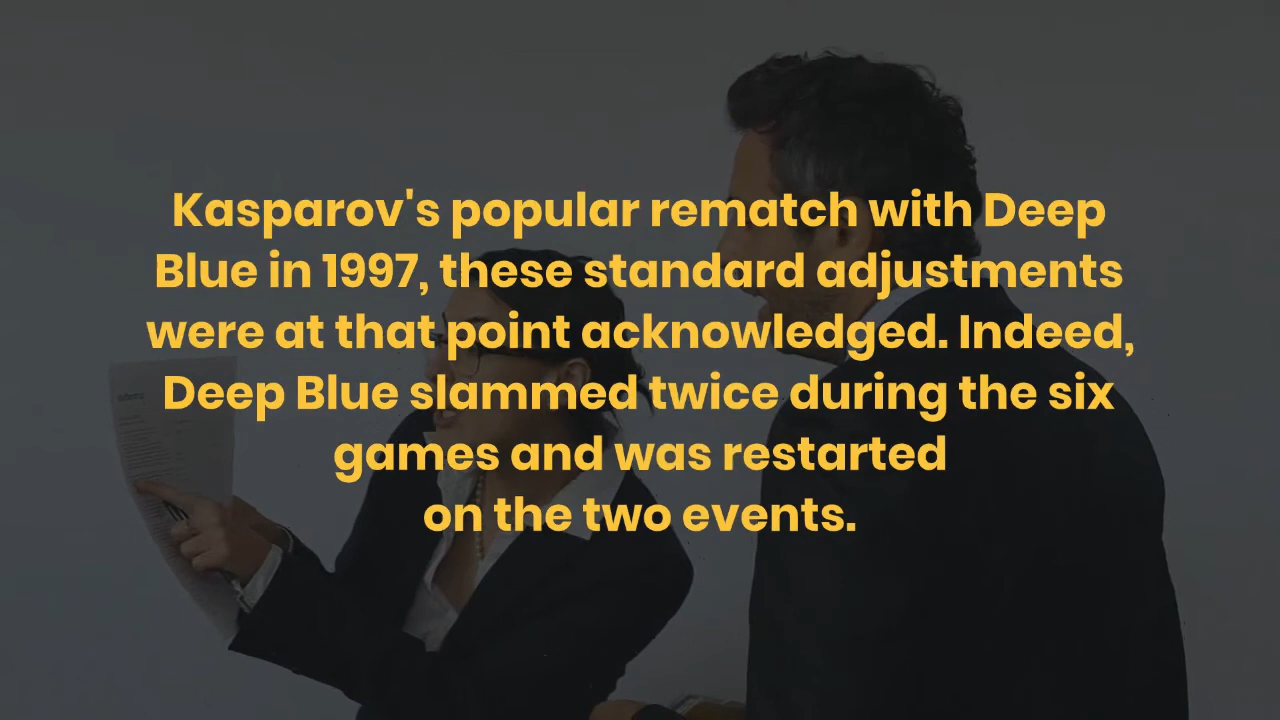 Kasparov's popular rematch with Deep
Blue in 1997, these standard adjustments
were at that point acknowledged. Indeed,
Deep Blue slammed twice during the six
games and was restarted
on the two events.